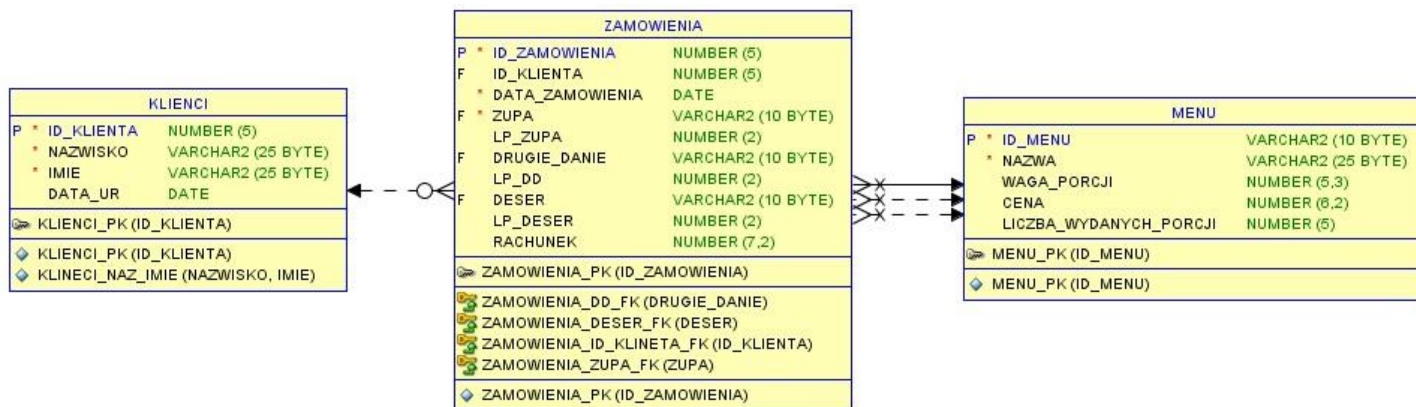 KLIENCI
P * ID_KLIENTA NUMBER (5)
* NAZWISKO VARCHAR2 (25 BYTE)
* IMIE VARCHAR2 (25 BYTE)
DATA_UR DATE
KLIENCI_PK (ID_KLIENTA)
KLIENCI_PK (ID_KLIENTA)
KLINECI_NAZ_IMIE (NAZWISKO, IMIE)
ZAMOWIENIA
P * ID_ZAMOWIENIA NUMBER (5)
F ID_KLIENTA NUMBER (5)
* DATA_ZAMOWIENIA DATE
F * ZUPA VARCHAR2 (10 BYTE)
LP_ZUPA NUMBER (2)
F DRUGIE_DANIE VARCHAR2 (10 BYTE)
LP_DD NUMBER (2)
F DESER VARCHAR2 (10 BYTE)
LP_DESER NUMBER (2)
RACHUNEK NUMBER (7,2)
ZAMOWIENIA_PK (ID_ZAMOWIENIA)
ZAMOWIENIA_DD_FK (DRUGIE_DANIE)
ZAMOWIENIA_DESER_FK (DESER)
ZAMOWIENIA_ID_KLINETA_FK (ID_KLIENTA)
ZAMOWIENIA_ZUPA_FK (ZUPA)
ZAMOWIENIA_PK (ID_ZAMOWIENIA)
MENU
P * ID_MENU VARCHAR2 (10 BYTE)
* NAZWA VARCHAR2 (25 BYTE)
WAGA_PORCJI NUMBER (5,3)
CENA NUMBER (6,2)
LICZBA_WYDANYCH_PORCJI NUMBER (5)
MENU_PK (ID_MENU)
MENU_PK (ID_MENU)